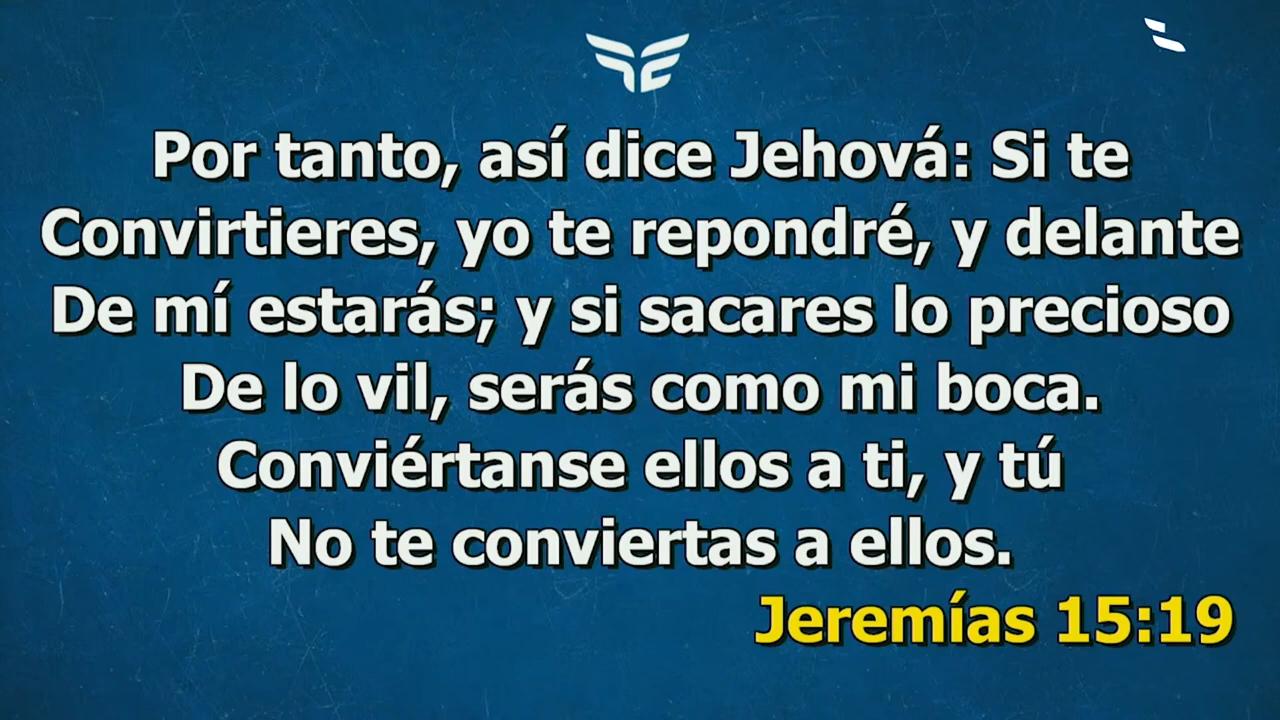 Por tanto, así dice Jehová: Si te
Convirtieres, yo te repondré, y delante
De mí estarás; y si sacares lo precioso
De lo vil, serás como mi boca.
Conviértanse ellos a ti, y tú
No te conviertas a ellos.
Jeremías 15:19